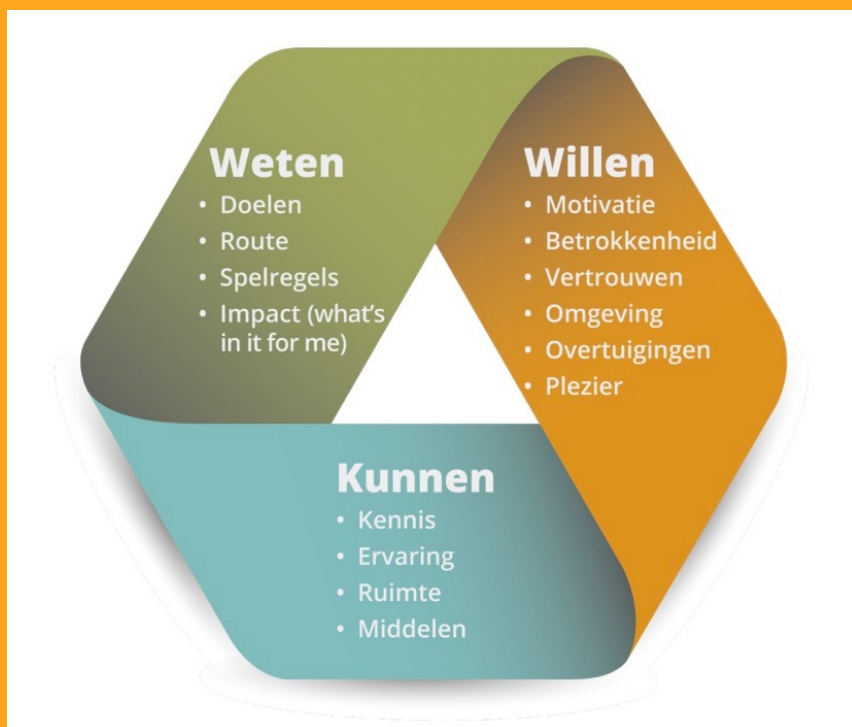 Weten
• Doelen
• Route
• Spelregels
• Impact (what's
in it for me)
Willen
• Motivatie
• Betrokkenheid
• Vertrouwen
• Omgeving
• Overtuigingen
• Plezier
Kunnen
• Kennis
• Ervaring
• Ruimte
• Middelen